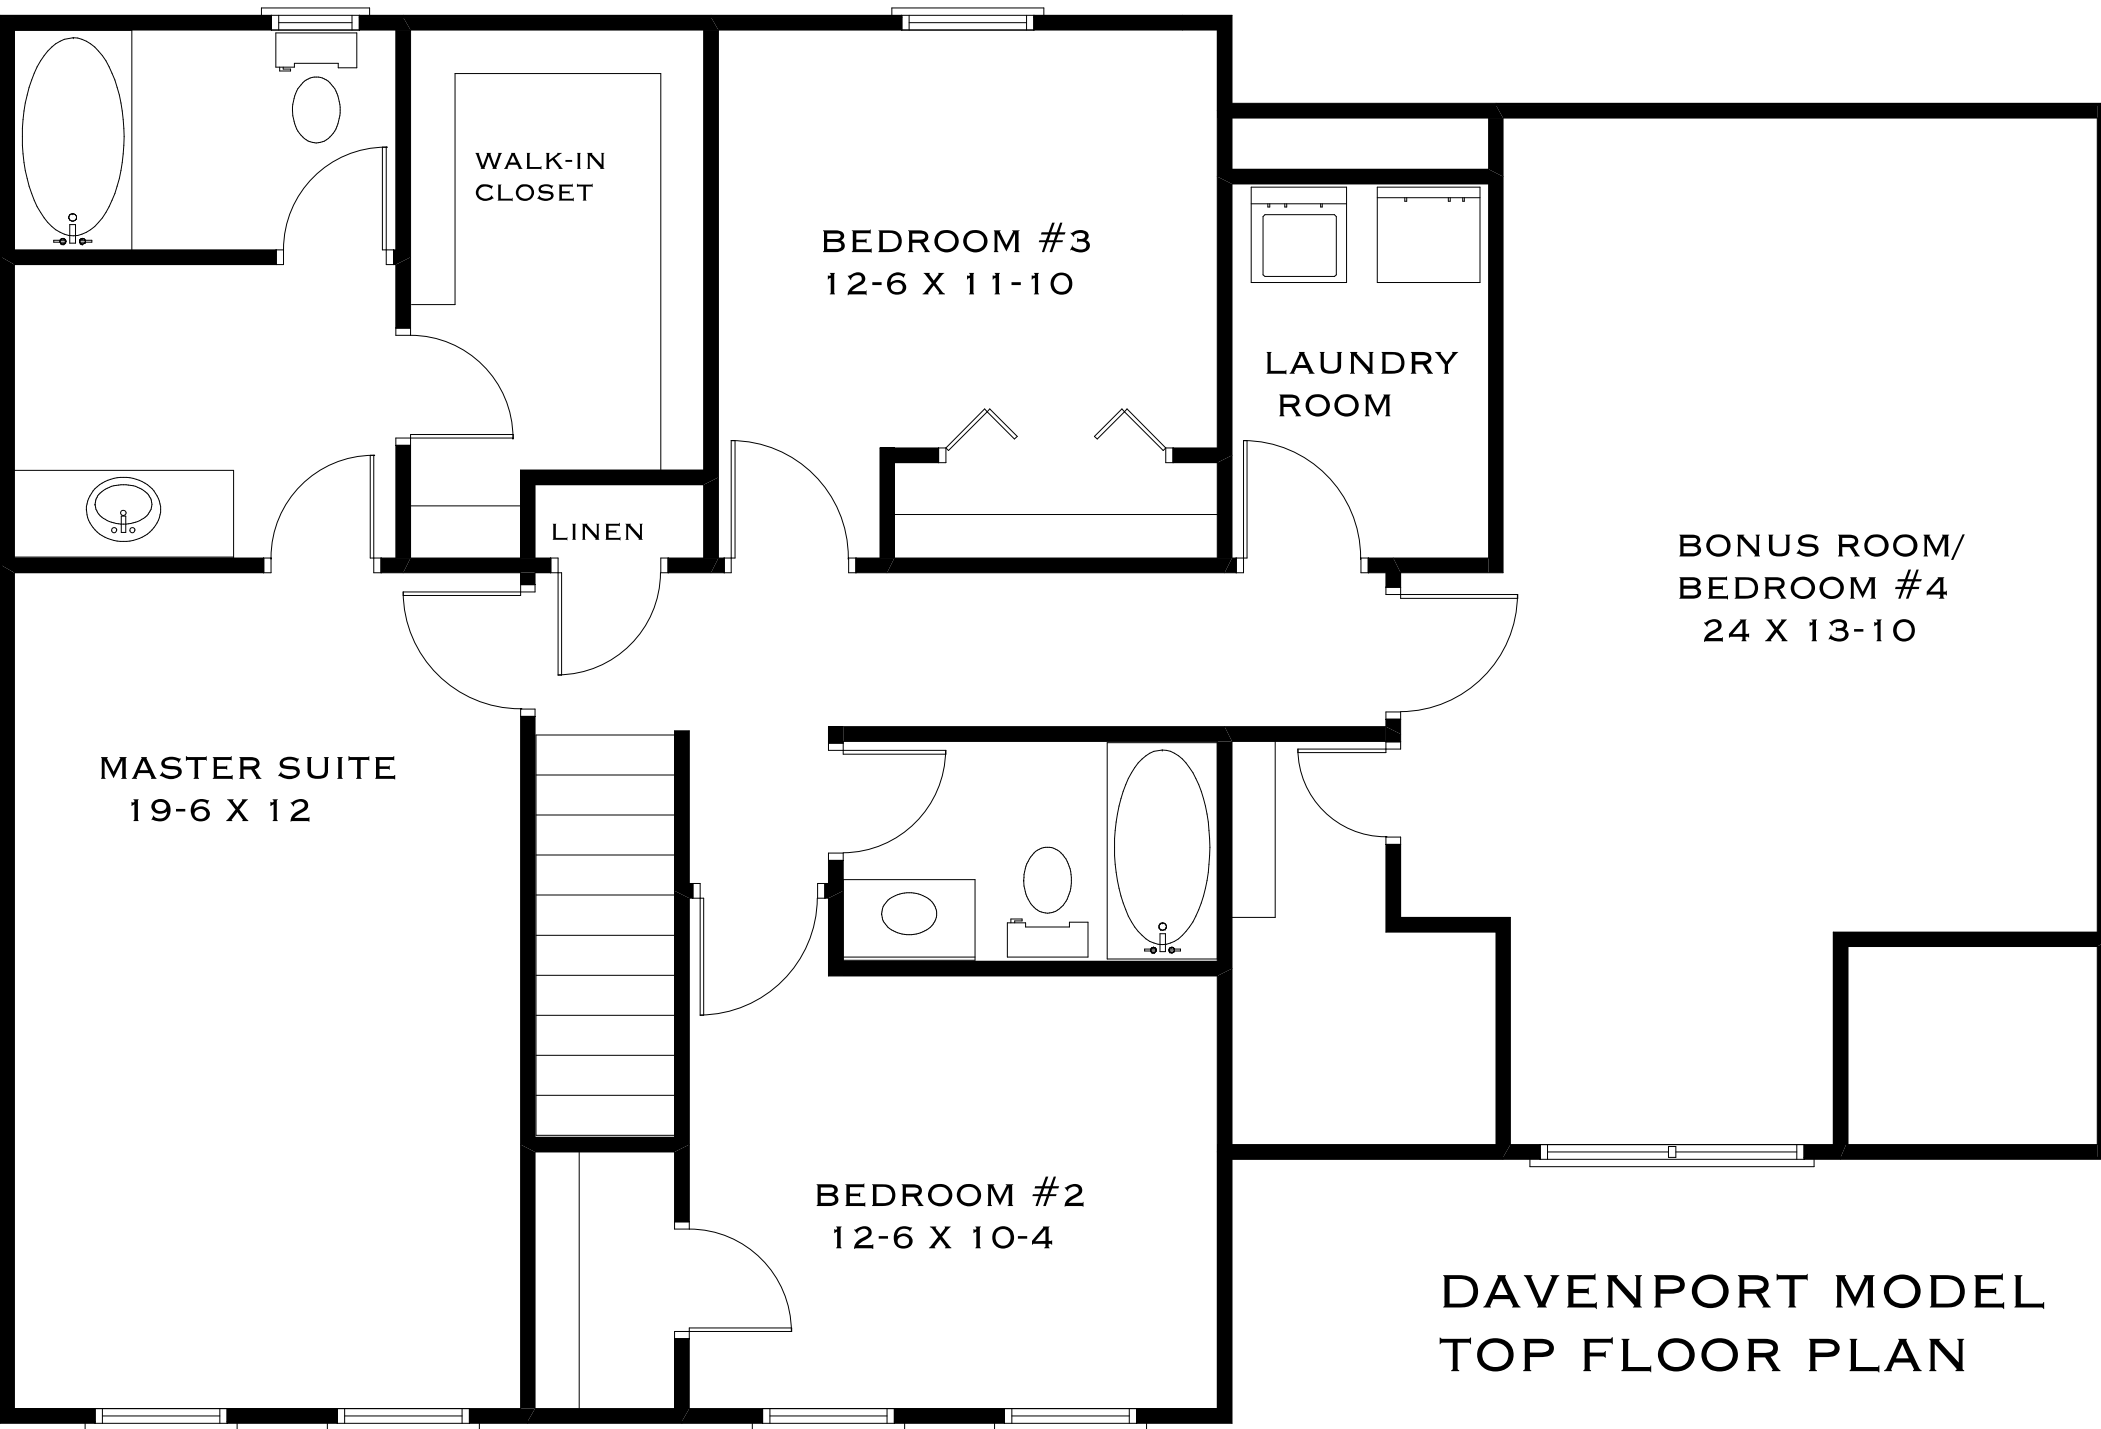 WALK-IN
CLOSET
BEDROOM #3
12-6 X 11-10
LAUNDRY
ROOM
LINEN
BONUS ROOM/
BEDROOM #4
24 X 13-10
MASTER SUITE
19-6 X 12
BEDROOM #2
12-6 X 10-4
DAVENPORT MODEL
TOP FLOOR PLAN